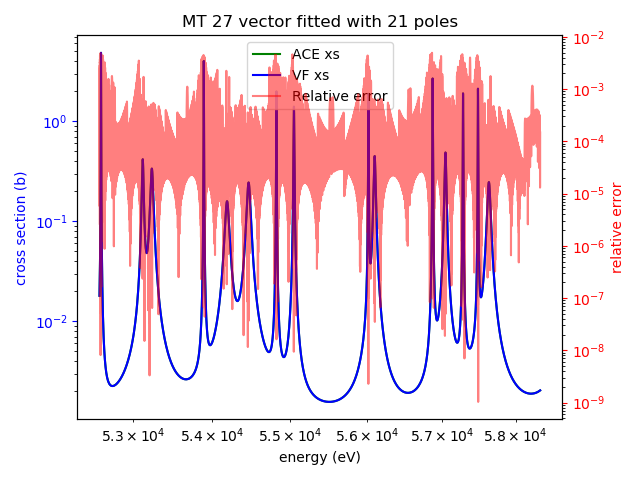 MT 27 vector fitted with 21 poles
ACE xs
VF xs
Relative error
cross section (b)
10⁰
10⁻¹
10⁻²
10⁻²
10⁻³
10⁻⁴
10⁻⁵
10⁻⁶
10⁻⁷
10⁻⁸
10⁻⁹
relative error
5.3 × 10⁴ 5.4 × 10⁴ 5.5 × 10⁴ 5.6 × 10⁴ 5.7 × 10⁴ 5.8 × 10⁴
energy (eV)